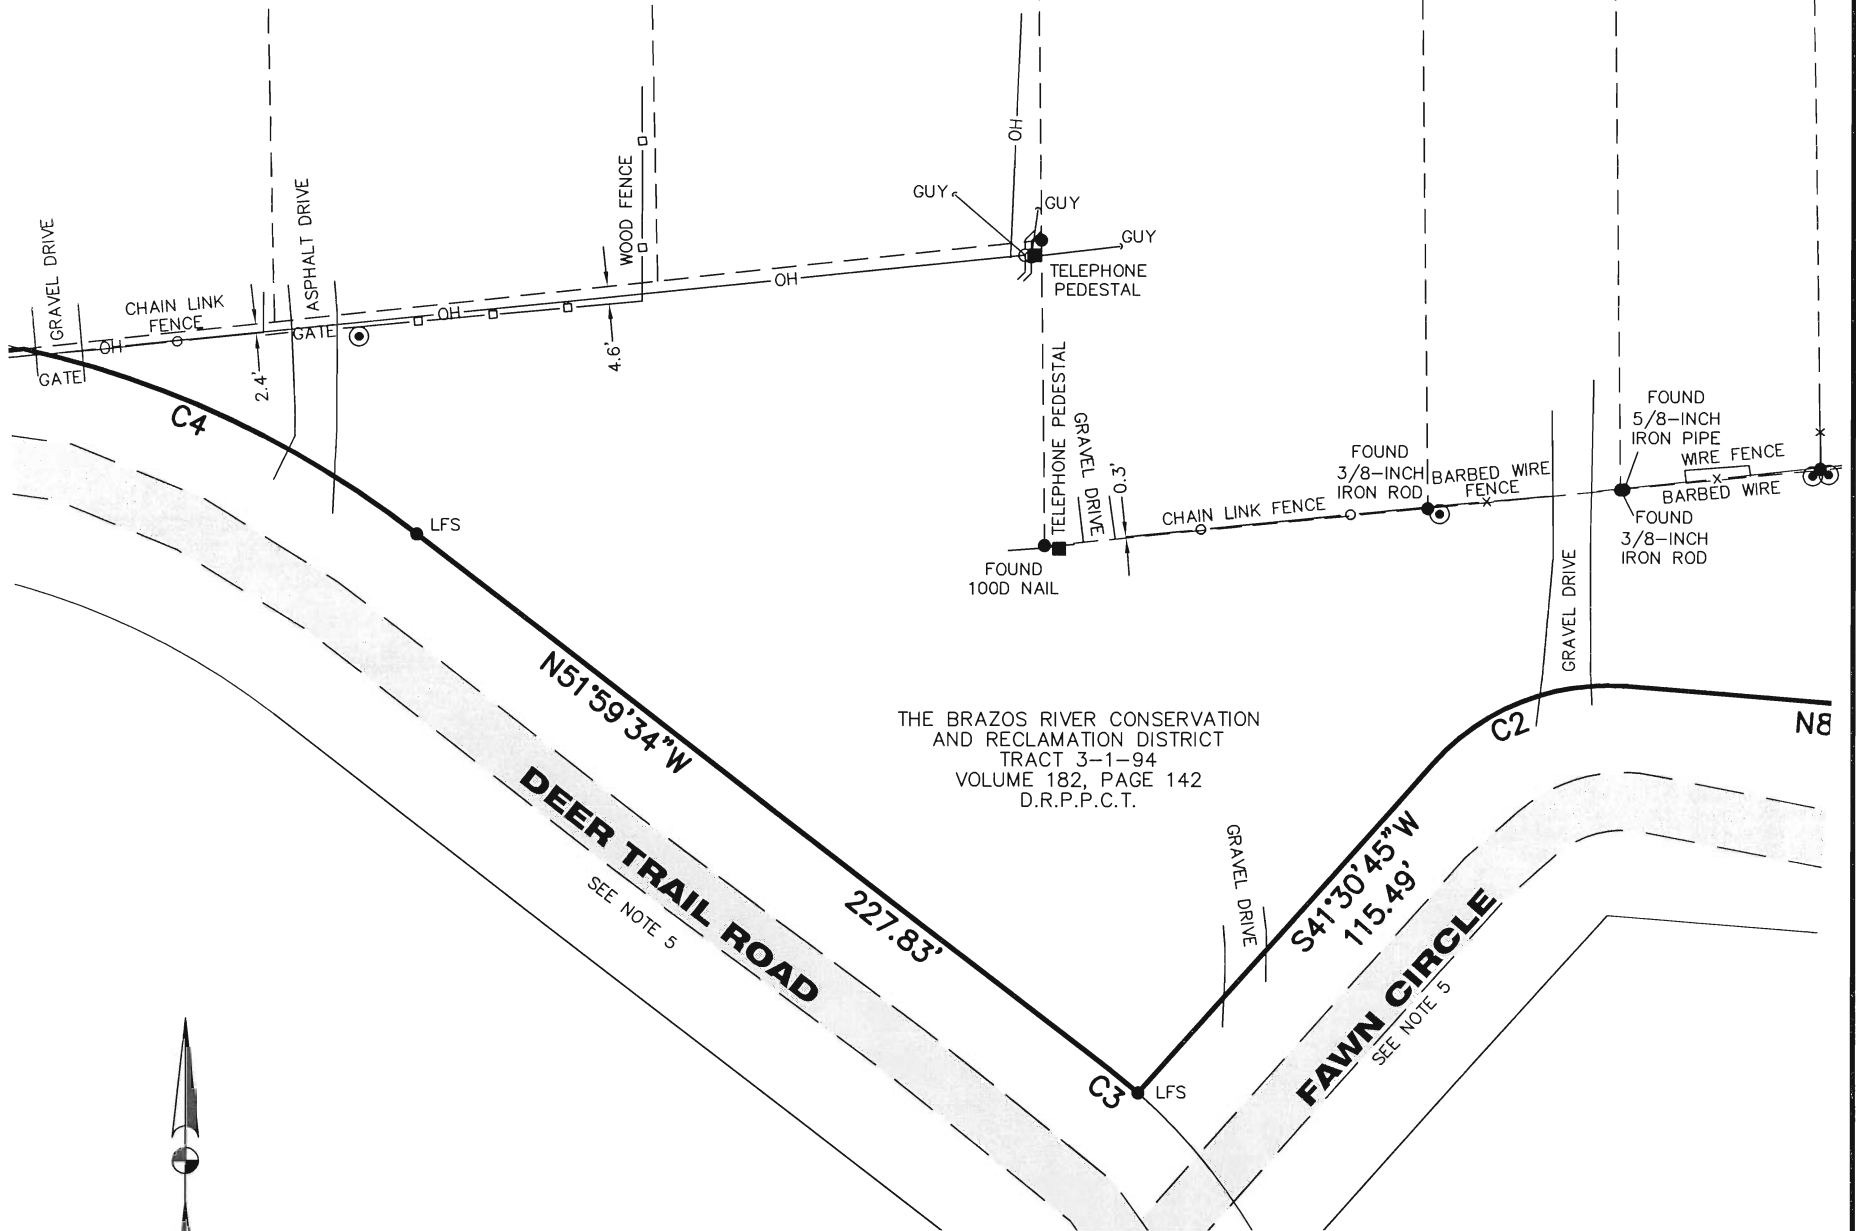 GRAVEL DRIVE
CHAIN LINK
FENCE
OH
GATE
C4
2.4'
ASPHALT DRIVE
GATE
OH
WOOD FENCE
4.6'
OH
OH
GUY
GUY
GUY
TELEPHONE
PEDESTAL
TELEPHONE PEDESTAL
GRAVEL DRIVE
0.3'
FOUND
100D NAIL
CHAIN LINK FENCE
FOUND
3/8-INCH
IRON ROD
BARBED WIRE
FENCE
FOUND
5/8-INCH
IRON PIPE
WIRE FENCE
BARBED WIRE
FOUND
3/8-INCH
IRON ROD
GRAVEL DRIVE
LFS
N51°59'34"W
227.83'
DEER TRAIL ROAD
SEE NOTE 5
THE BRAZOS RIVER CONSERVATION
AND RECLAMATION DISTRICT
TRACT 3-1-94
VOLUME 182, PAGE 142
D.R.P.P.C.T.
C2
N8
GRAVEL DRIVE
S41°30'45"W
115.49'
FAWN CIRCLE
SEE NOTE 5
C3
LFS